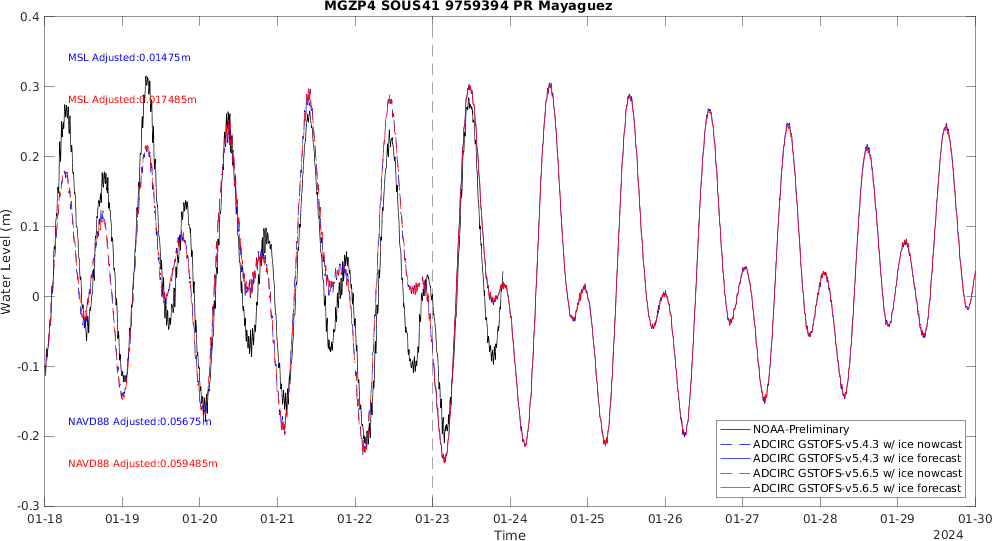 MGZP4 SOUS41 9759394 PR Mayaguez
0.4
0.3
0.2
0.1
0
-0.1
-0.2
-0.3
Water Level (m)
MSL Adjusted:0.01475m
MSL Adjusted:0.017485m
NAVD88 Adjusted:0.05675m
NAVD88 Adjusted:0.059485m
NOAA-Preliminary
ADCIRC GSTOFS-v5.4.3 w/ ice nowcast
ADCIRC GSTOFS-v5.4.3 w/ ice forecast
ADCIRC GSTOFS-v5.6.5 w/ ice nowcast
ADCIRC GSTOFS-v5.6.5 w/ ice forecast
01-18 01-19 01-20 01-21 01-22 01-23 01-24 01-25 01-26 01-27 01-28 01-29 01-30
Time
2024